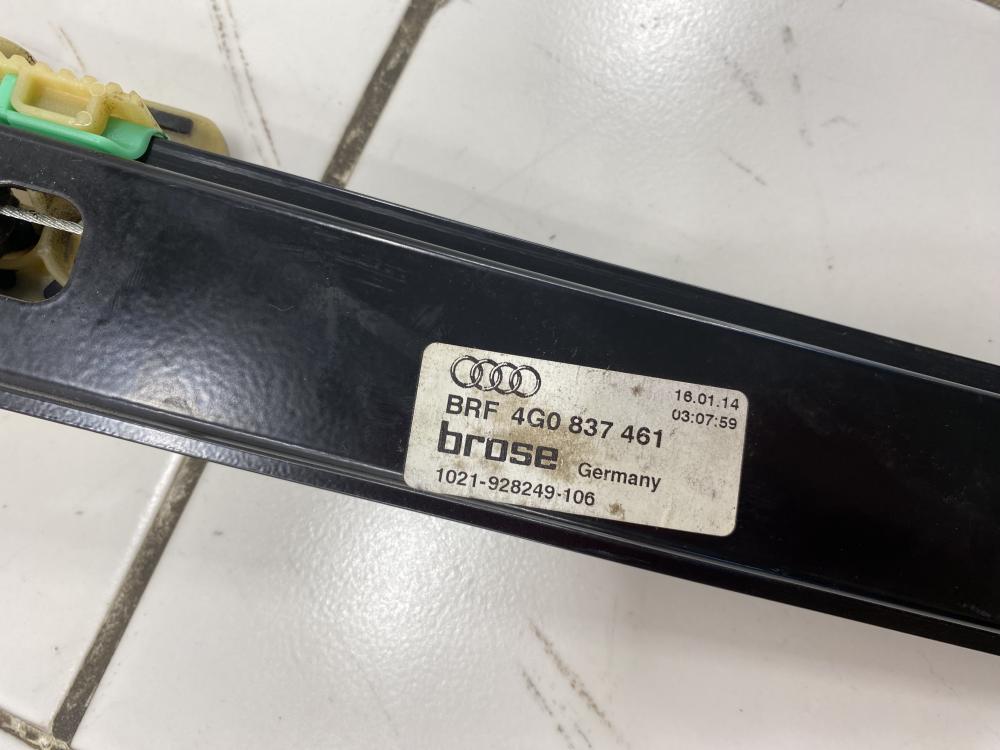 16.01.14
BRF 4G0 837 461 03:07:59
brose Germany
1021-928249-106